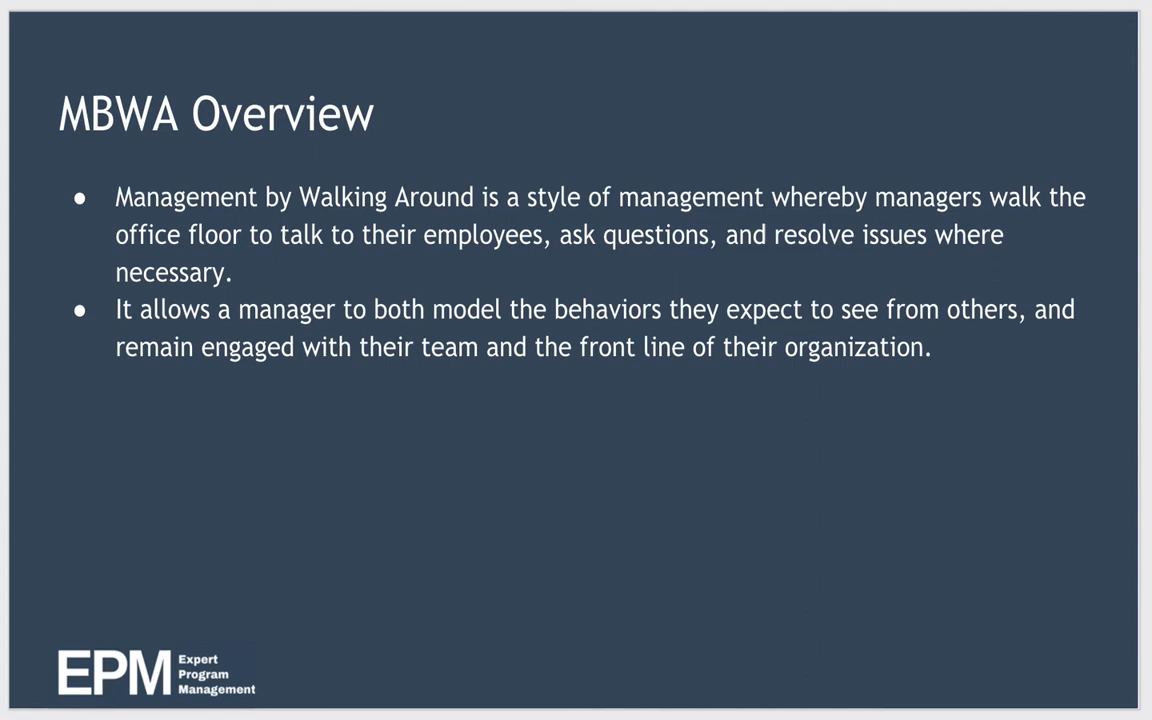 MBWA Overview
● Management by Walking Around is a style of management whereby managers walk the
office floor to talk to their employees, ask questions, and resolve issues where
necessary.
● It allows a manager to both model the behaviors they expect to see from others, and
remain engaged with their team and the front line of their organization.
EPM Expert
Program
Management